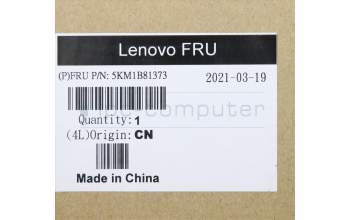 Lenovo FRU
(P)FRU P/N: 5KM1B81373
2021-03-19
Quantity:1
(4L)Origin:CN
Made in China